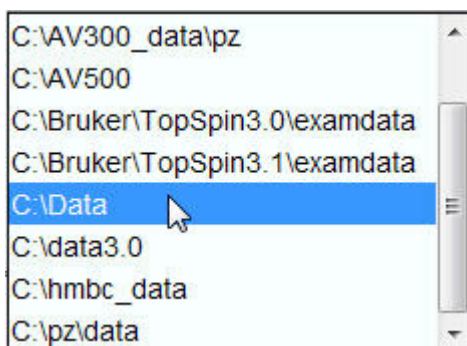 C:\AV300_data\pz
C:\AV500
C:\Bruker\TopSpin3.0\examdata
C:\Bruker\TopSpin3.1\examdata
C:\Data
C:\data3.0
C:\hmbc_data
C:\pz\data